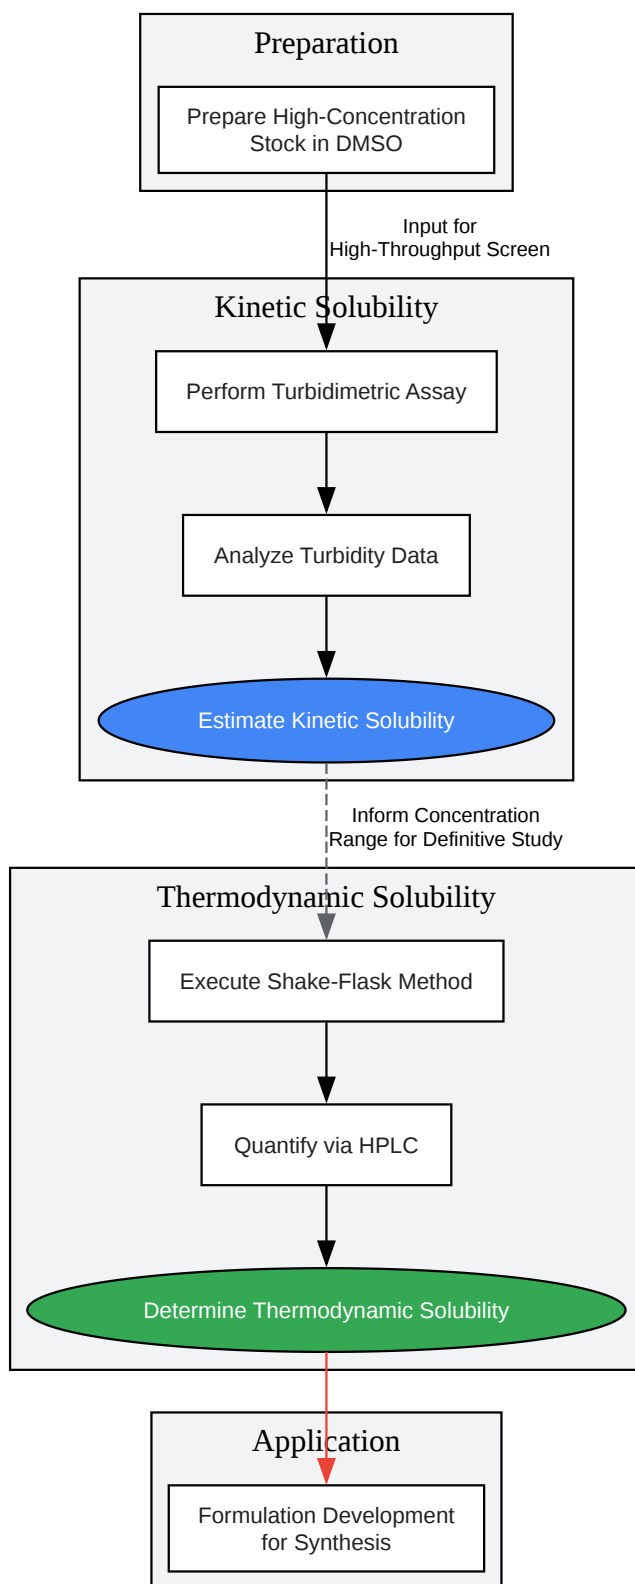 Preparation
Prepare High-Concentration
Stock in DMSO
Input for
High-Throughput Screen
Kinetic Solubility
Perform Turbidimetric Assay
Analyze Turbidity Data
Estimate Kinetic Solubility
Inform Concentration
Range for Definitive Study
Thermodynamic Solubility
Execute Shake-Flask Method
Quantify via HPLC
Determine Thermodynamic Solubility
Application
Formulation Development
for Synthesis